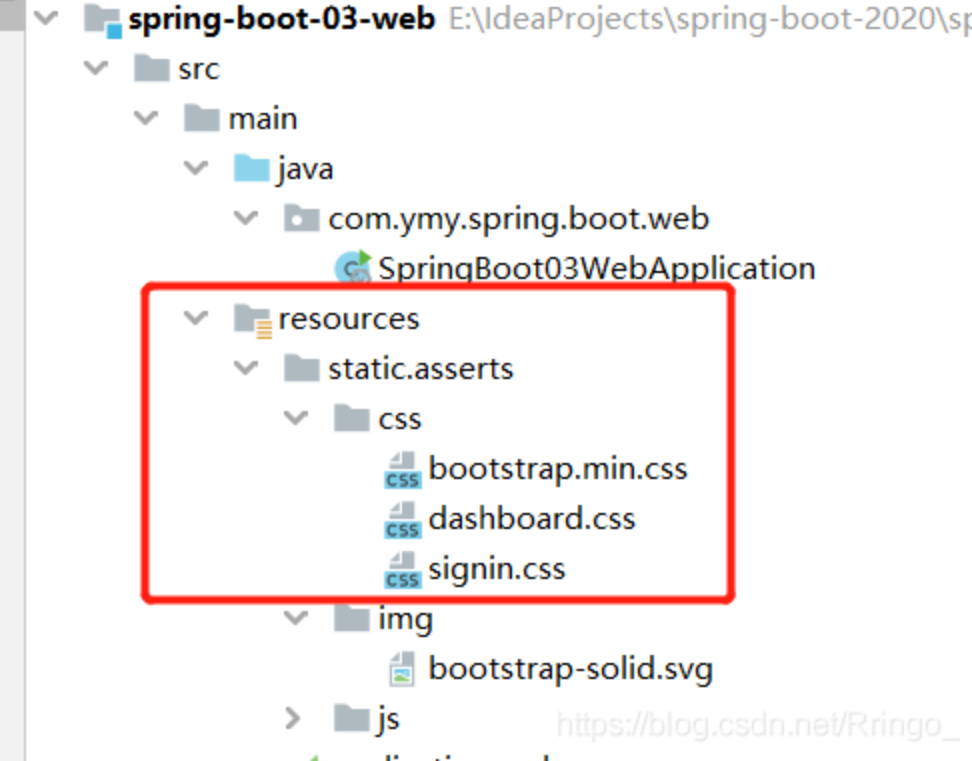 spring-boot-03-web E:\IdeaProjects\spring-boot-2020\sp
src
main
java
com.ymy.spring.boot.web
SpringBoot03WebApplication
resources
static.asserts
css
CSS bootstrap.min.css
CSS dashboard.css
CSS signin.css
img
bootstrap-solid.svg
js
https://blog.csdn.net/Rringo_